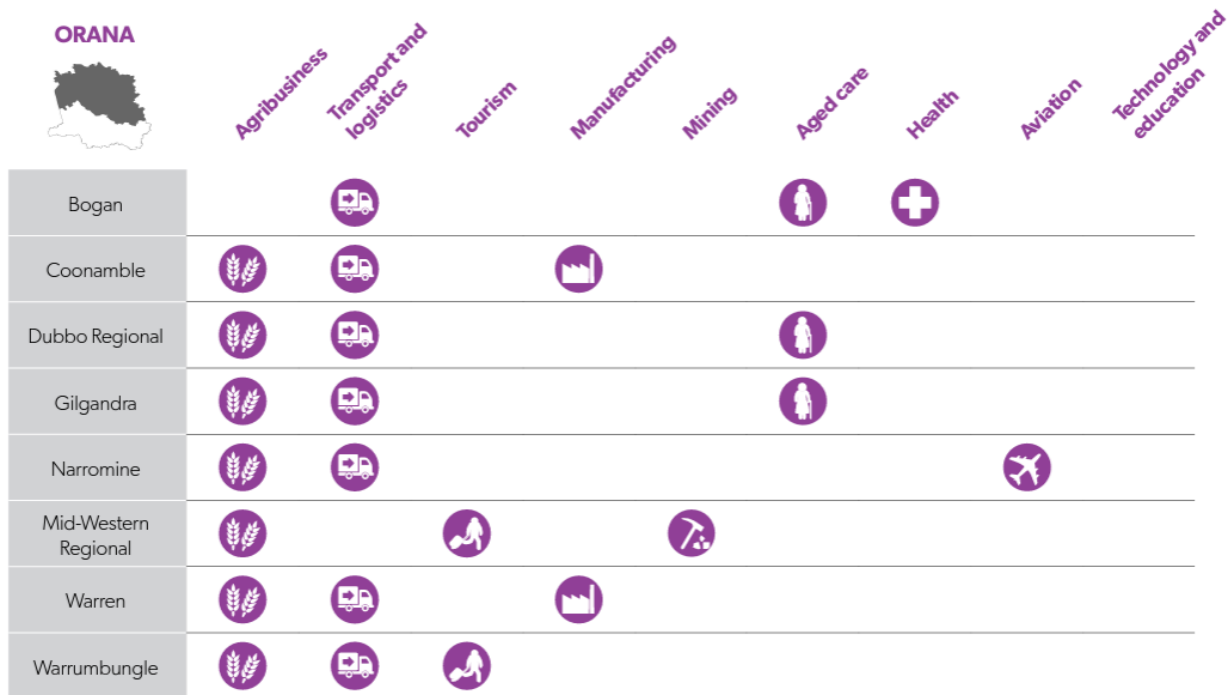 ORANA
Agribusiness
Transport and
logistics
Tourism
Manufacturing
Mining
Aged care
Health
Aviation
Technology and
education
Bogan
Coonamble
Dubbo Regional
Gilgandra
Narromine
Mid-Western
Regional
Warren
Warrumbungle